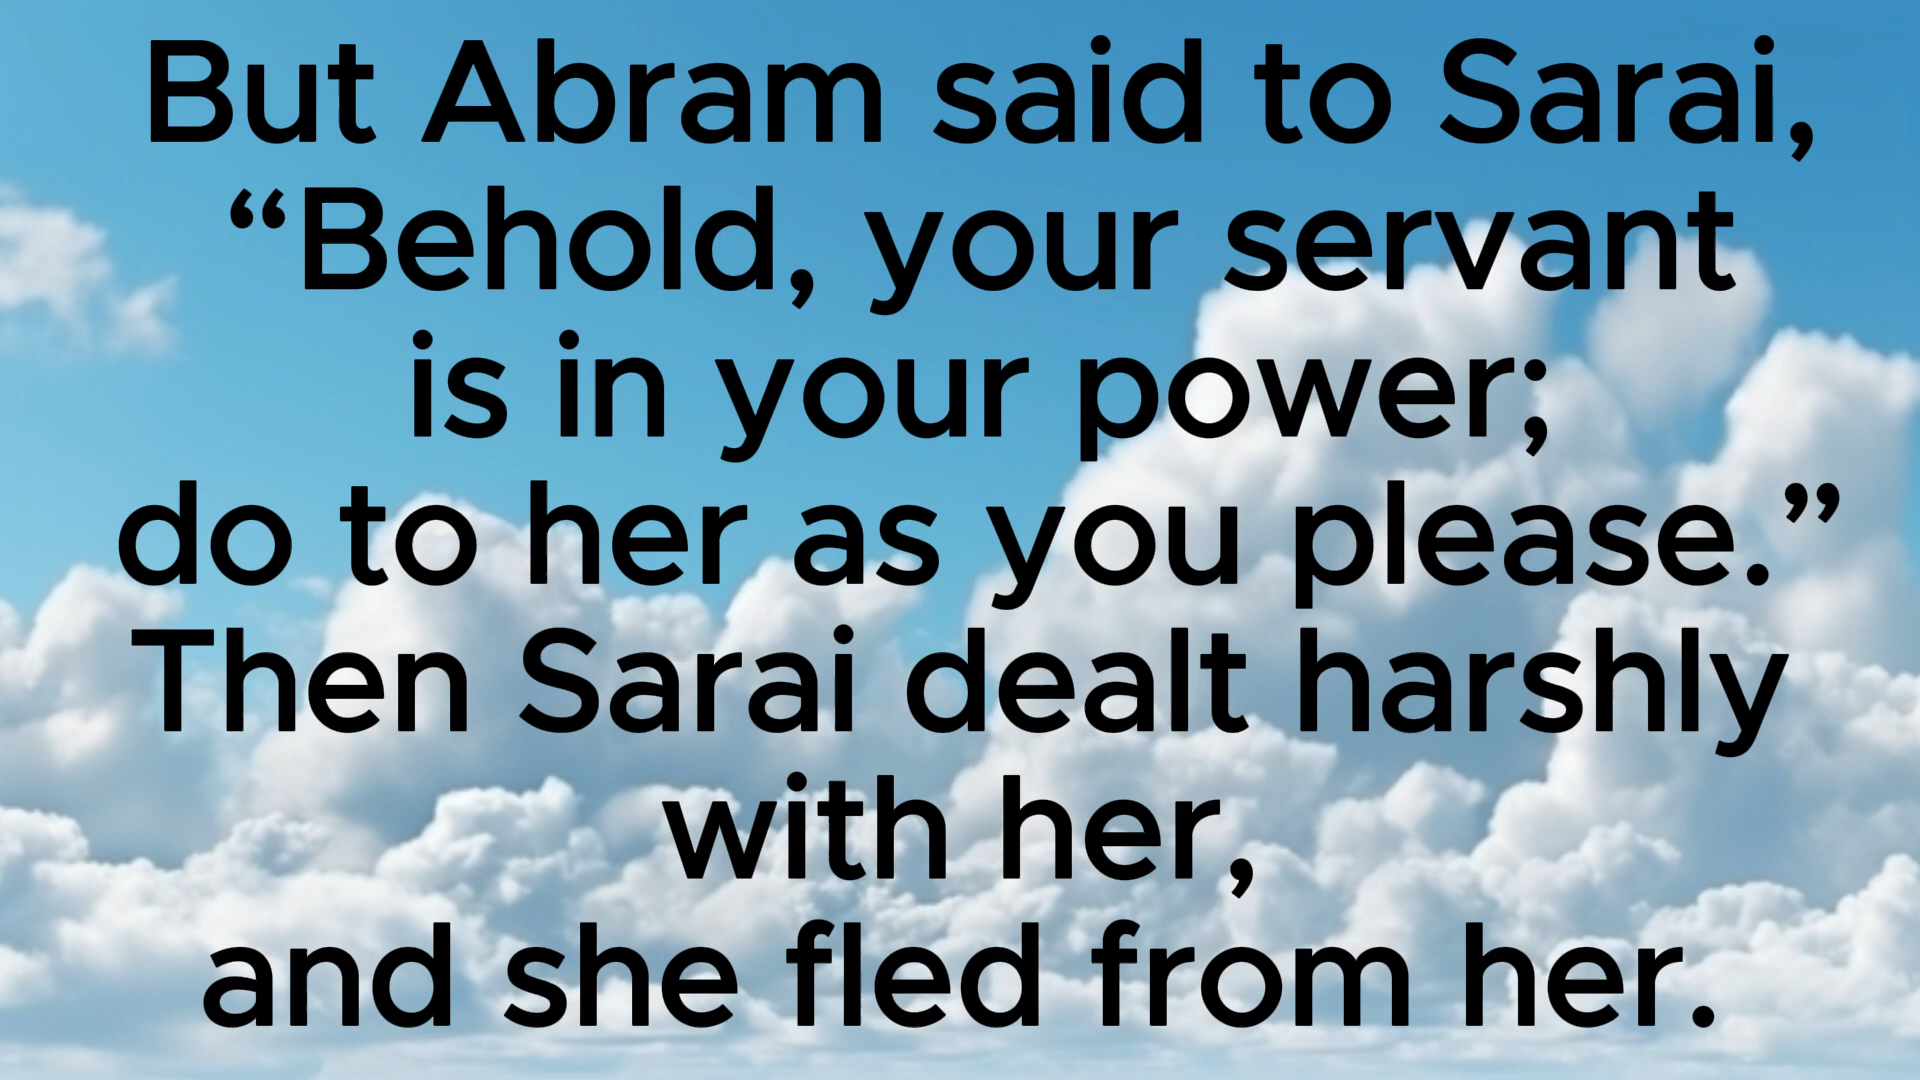 But Abram said to Sarai,
“Behold, your servant
is in your power;
do to her as you please.”
Then Sarai dealt harshly
with her,
and she fled from her.